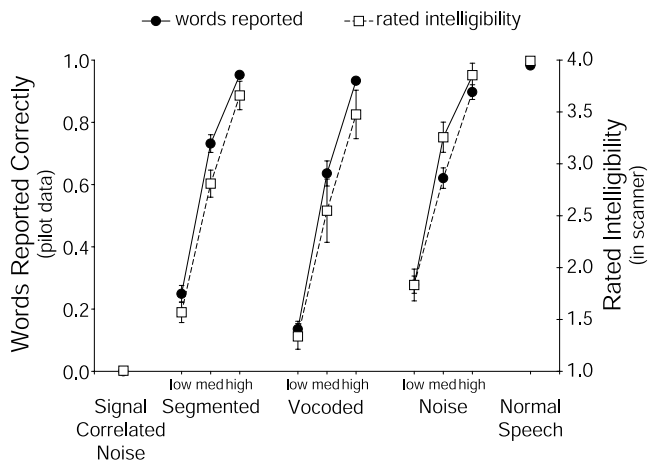 words reported
rated intelligibility
Words Reported Correctly
(pilot data)
1.0
0.8
0.6
0.4
0.2
0.0
4.0
3.5
3.0
2.5
2.0
1.5
1.0
Rated Intelligibility
(in scanner)
low med high
low med high
low med high
Signal
Correlated
Noise
Segmented
Vocoded
Noise
Normal
Speech